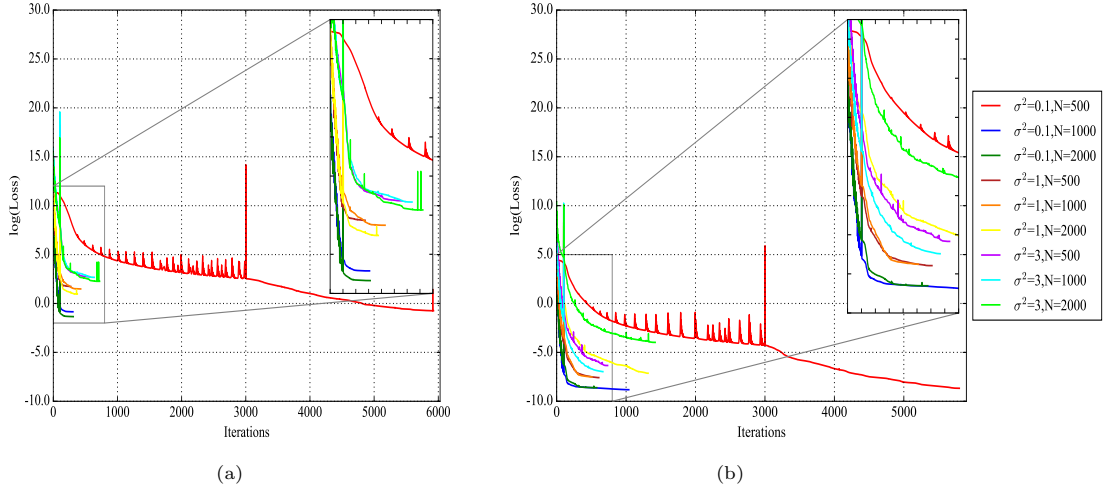 30.0
25.0
20.0
15.0
10.0
5.0
0.0
-5.0
-10.0
log(Loss)
0 1000 2000 3000 4000 5000 6000
Iterations
(a)
30.0
25.0
20.0
15.0
10.0
5.0
0.0
-5.0
-10.0
log(Loss)
0 1000 2000 3000 4000 5000
Iterations
(b)
σ²=0.1,N=500
σ²=0.1,N=1000
σ²=0.1,N=2000
σ²=1,N=500
σ²=1,N=1000
σ²=1,N=2000
σ²=3,N=500
σ²=3,N=1000
σ²=3,N=2000